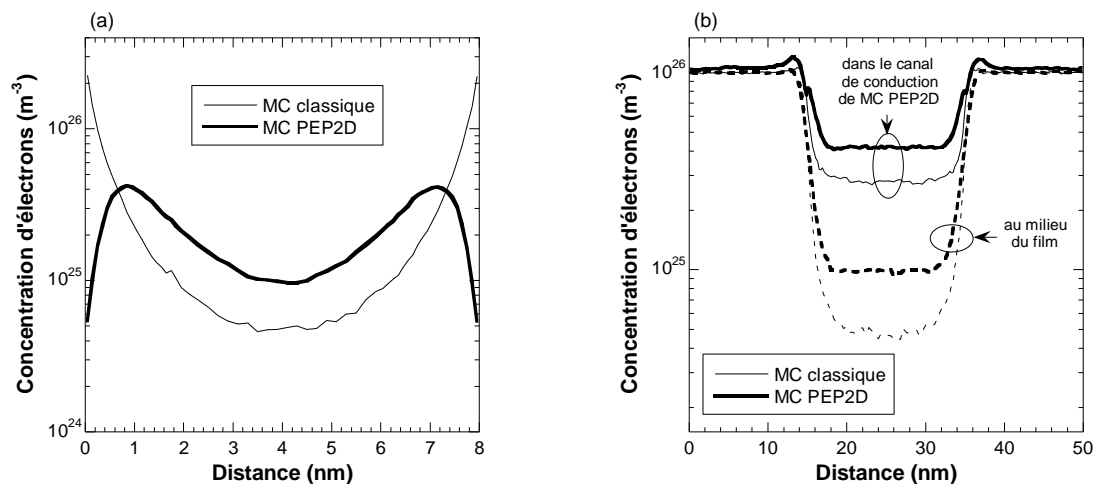 (a)
Concentration d'électrons (m-3)
10^26
10^25
10^24
MC classique
MC PEP2D
0 1 2 3 4 5 6 7 8
Distance (nm)
(b)
Concentration d'électrons (m-3)
10^26
10^25
dans le canal
de conduction
de MC PEP2D
au milieu
du film
MC classique
MC PEP2D
0 10 20 30 40 50
Distance (nm)